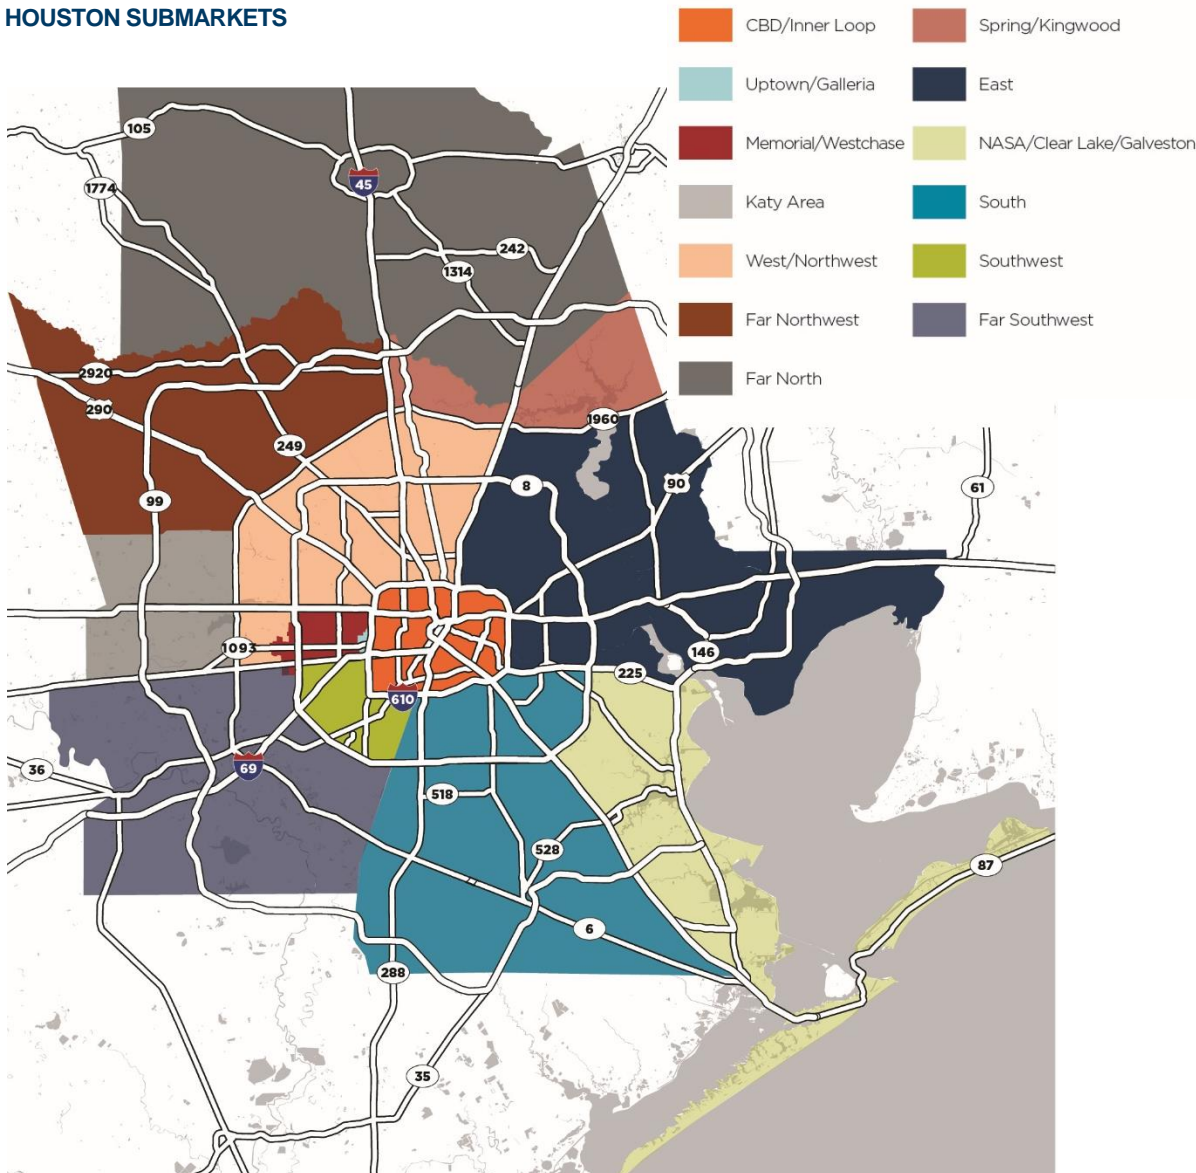 HOUSTON SUBMARKETS
CBD/Inner Loop
Spring/Kingwood
Uptown/Galleria
East
Memorial/Westchase
NASA/Clear Lake/Galveston
Katy Area
South
West/Northwest
Southwest
Far Northwest
Far Southwest
Far North
105
1774
45
242
1314
2920
290
1960
249
8
90
61
99
1093
146
225
610
36
69
518
528
87
6
288
35